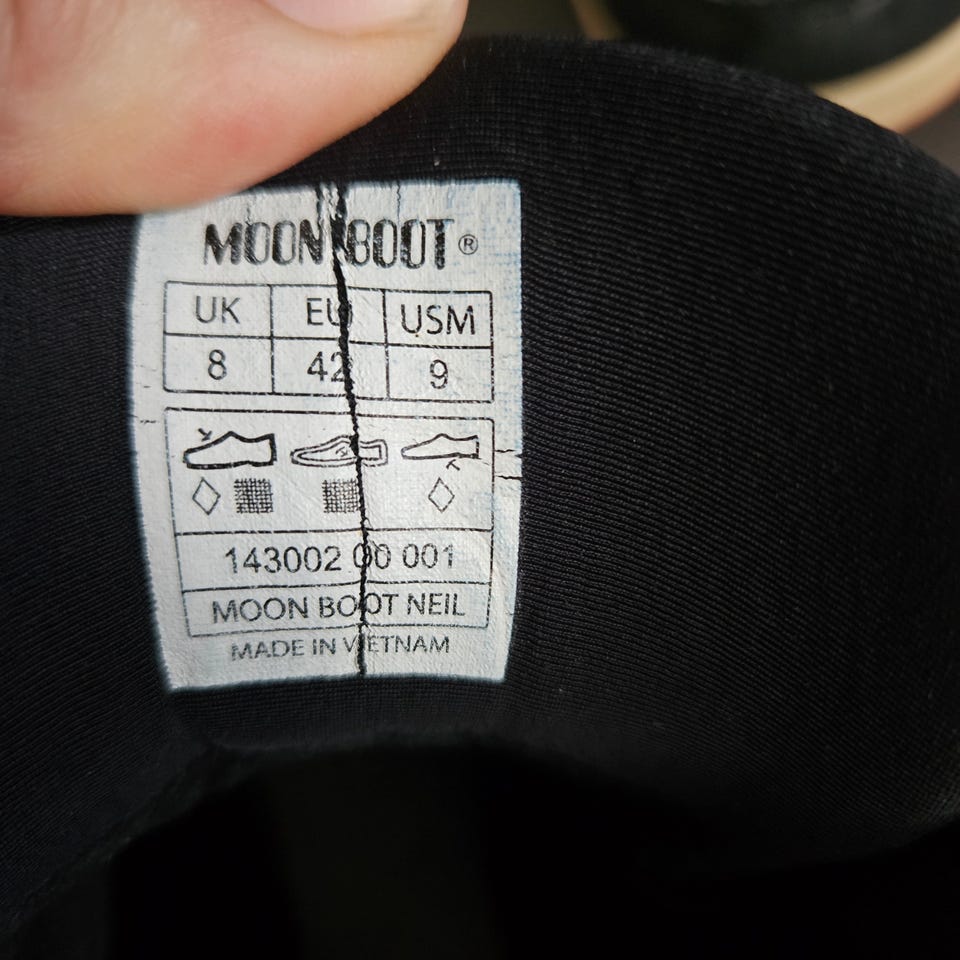 MOON BOOT®
UK EU USM
8 42 9
143002 00 001
MOON BOOT NEIL
MADE IN VIETNAM